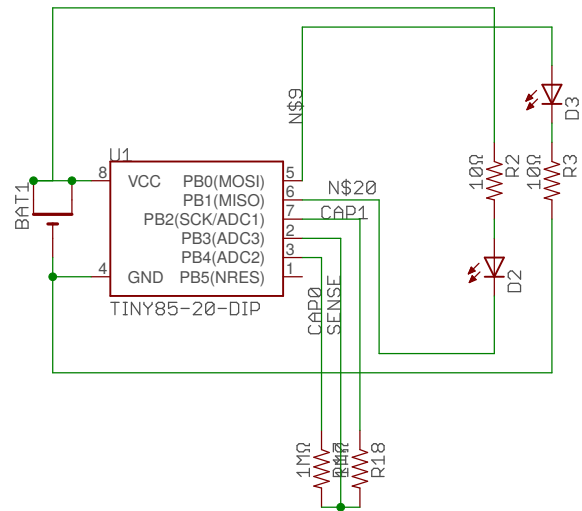 N$9
D3
U1
10Ω
R2
10Ω
R3
BAT1
8
VCC
PB0(MOSI)
5
N$20
PB1(MISO)
6
CAP1
PB2(SCK/ADC1)
7
PB3(ADC3)
2
PB4(ADC2)
3
4
GND
PB5(NRES)
1
D2
TINY85-20-DIP
CAP0
SENSE
1MΩ
R18